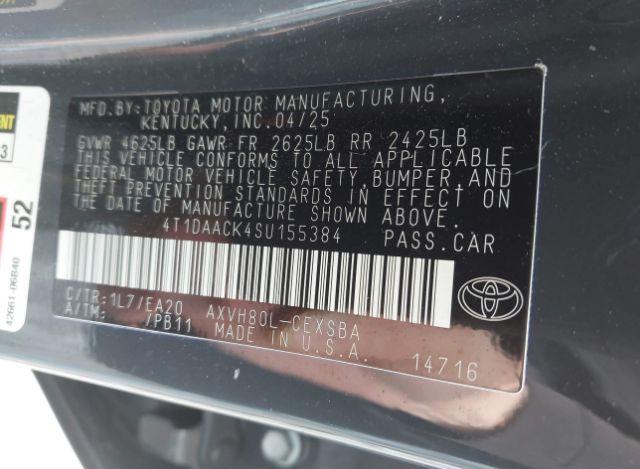 MFD.BY:TOYOTA MOTOR MANUFACTURING,
KENTUCKY, INC.04/25
GVWR 4625LB GAWR FR 2625LB RR 2425LB
THIS VEHICLE CONFORMS TO ALL APPLICABLE
FEDERAL MOTOR VEHICLE SAFETY, BUMPER, AND
THEFT PREVENTION STANDARDS IN EFFECT ON
THE DATE OF MANUFACTURE SHOWN ABOVE.
4T1DAACK4SU155384 PASS.CAR
C/TR:1L7/EA20 AXVH80L-CEXSBA
A/TM: /PB11 MADE IN U.S.A.
14716
52
42661-06B40